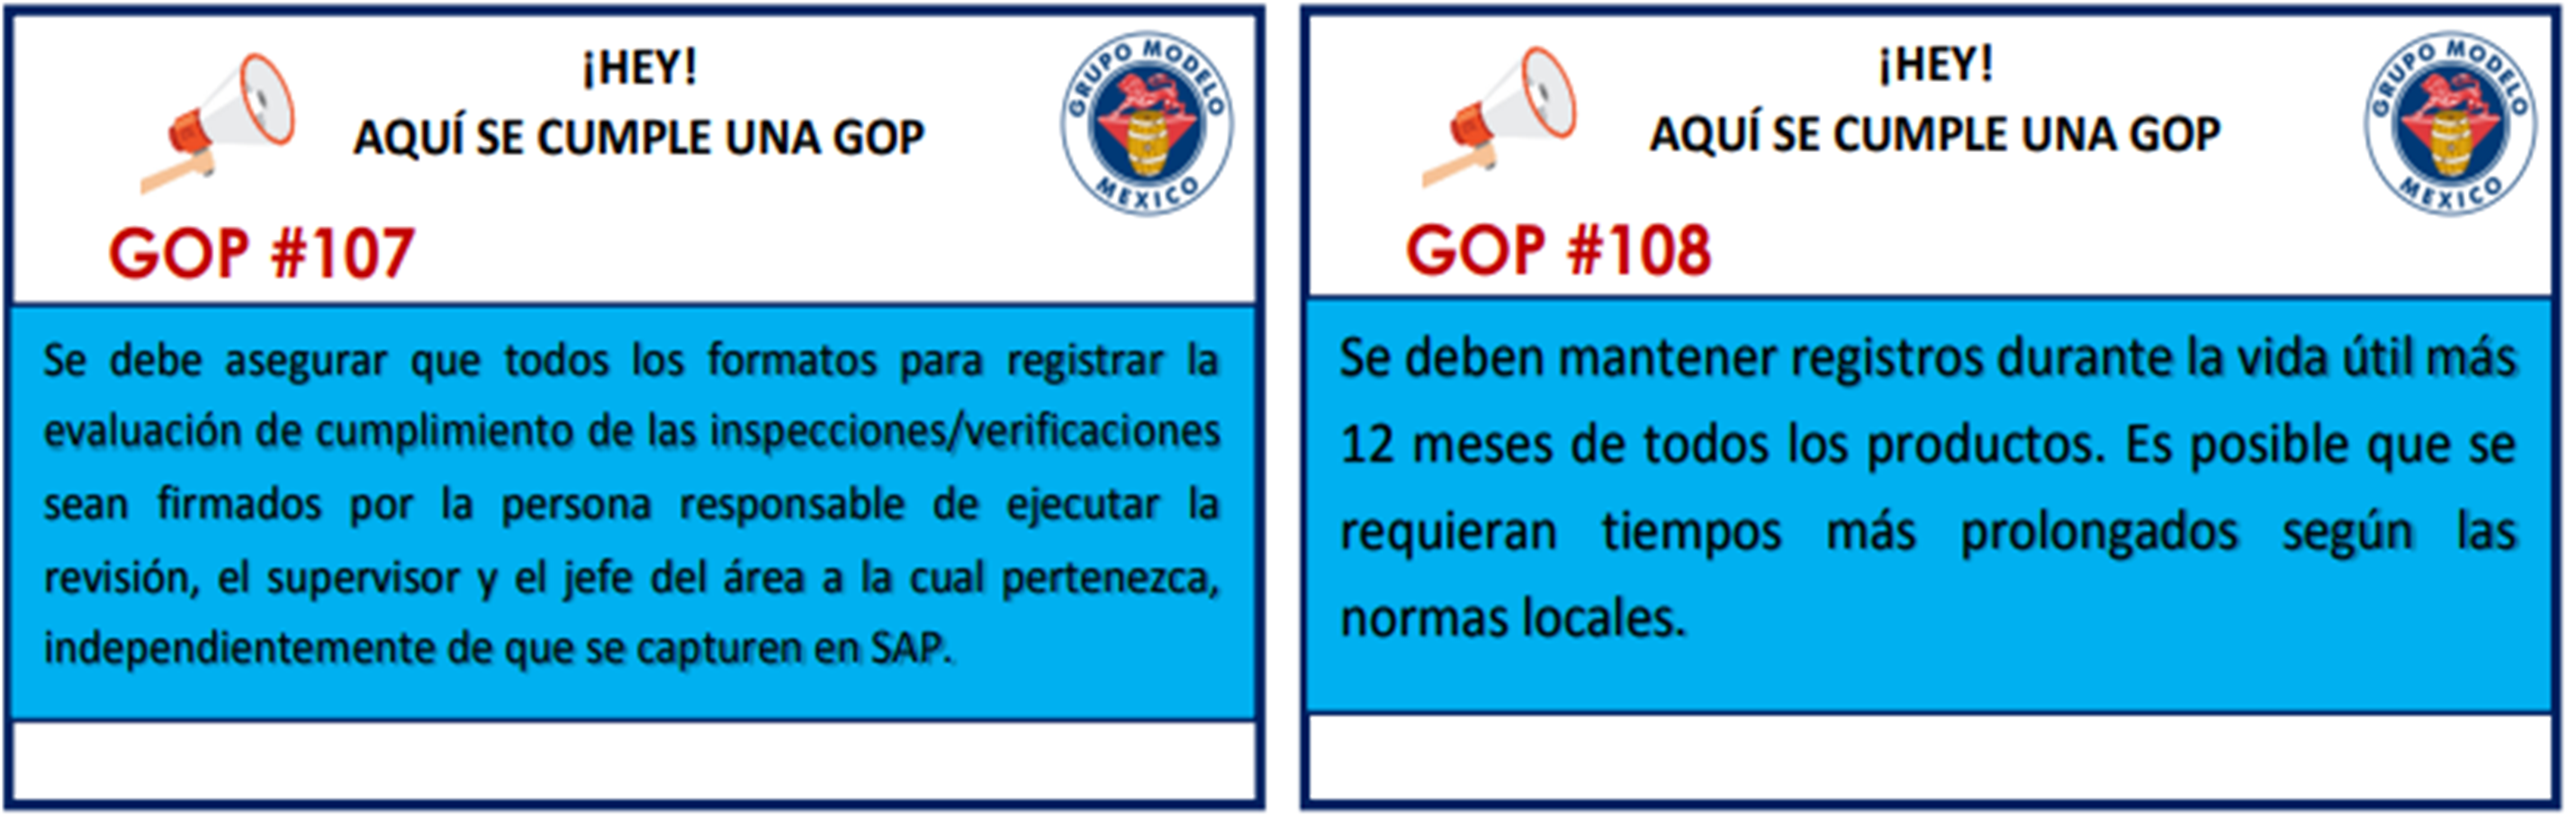 ¡HEY!
AQUÍ SE CUMPLE UNA GOP
GRUPO MODELO
MEXICO
GOP #107
Se debe asegurar que todos los formatos para registrar la
evaluación de cumplimiento de las inspecciones/verificaciones
sean firmados por la persona responsable de ejecutar la
revisión, el supervisor y el jefe del área a la cual pertenezca,
independientemente de que se capturen en SAP.
¡HEY!
AQUÍ SE CUMPLE UNA GOP
GRUPO MODELO
MEXICO
GOP #108
Se deben mantener registros durante la vida útil más
12 meses de todos los productos. Es posible que se
requieran tiempos más prolongados según las
normas locales.